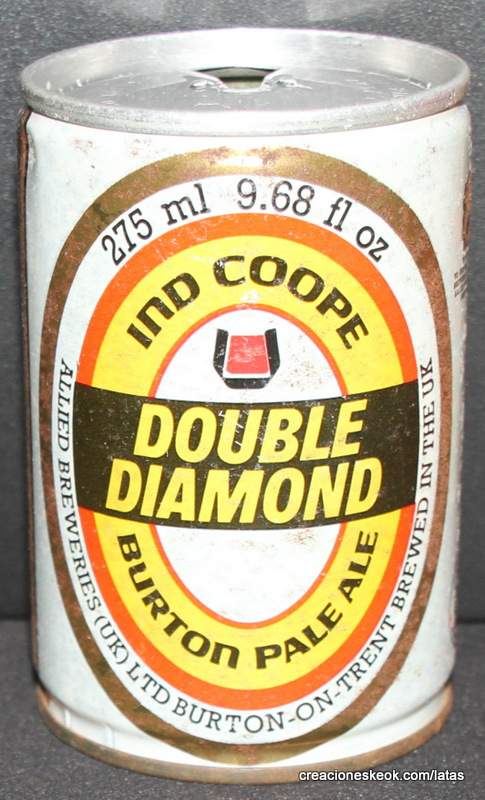 275 ml 9.68 fl oz
IND COOPE
DOUBLE
DIAMOND
BURTON PALE ALE
ALLIED BREWERIES (UK) LTD BURTON-ON-TRENT BREWED IN THE UK
creacioneskeok.com/latas